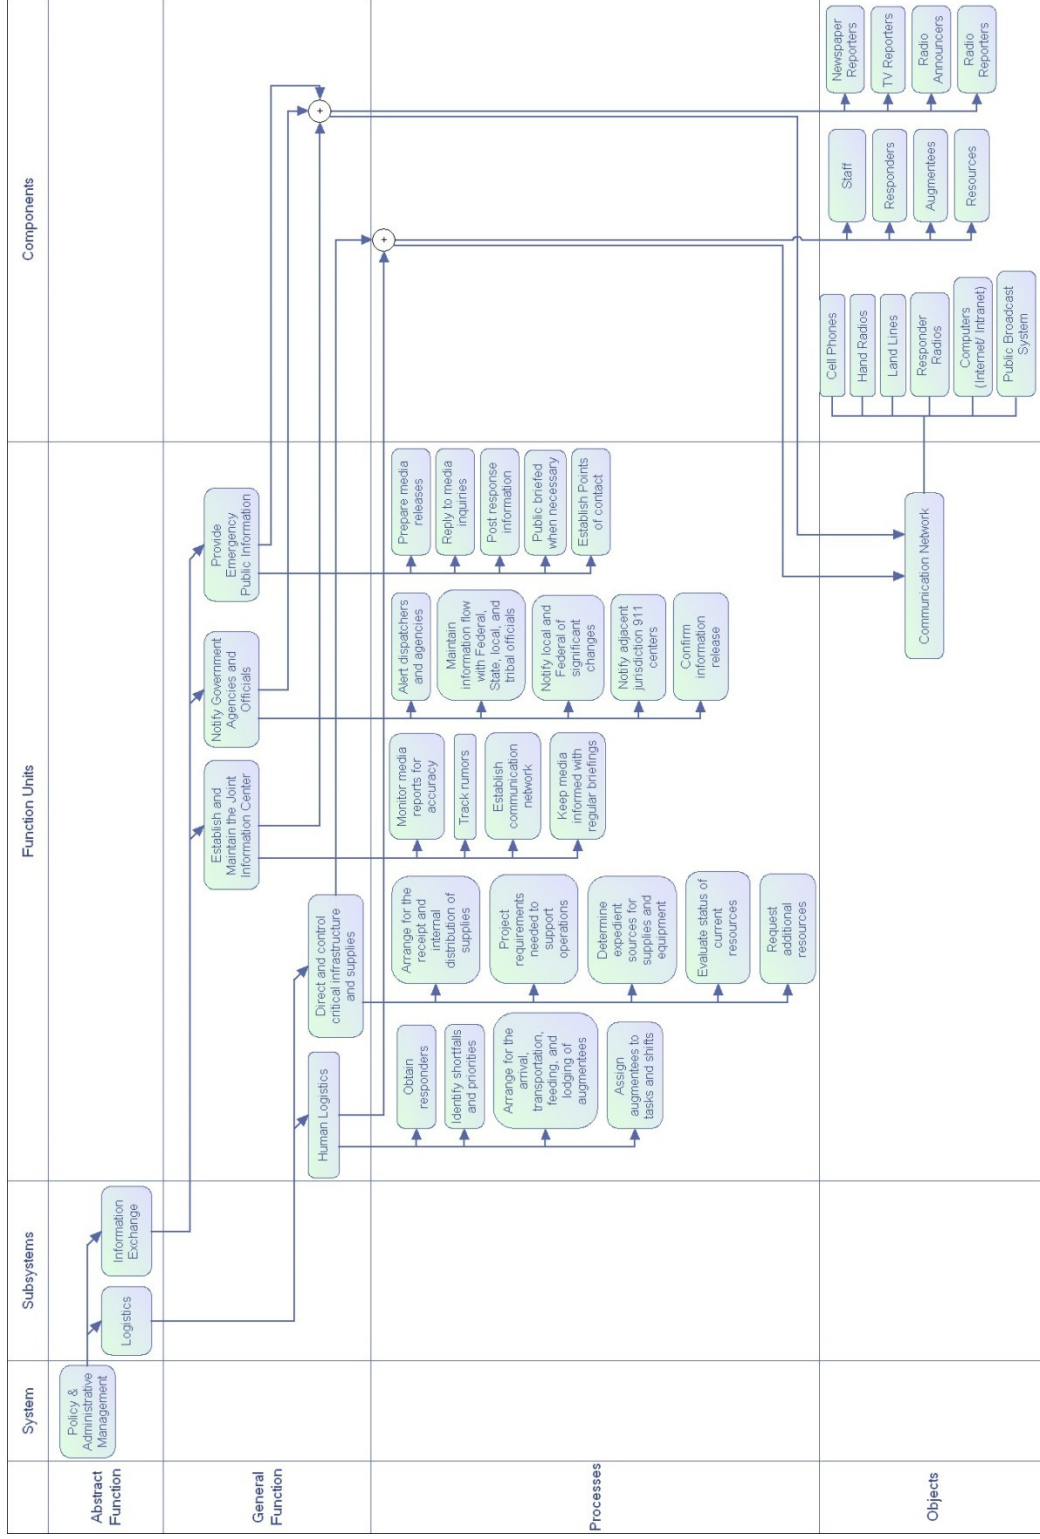 System
Subsystems
Function Units
Components
Abstract
Function
Policy &
Administrative
Management
Logistics
Information
Exchange
General
Function
Human Logistics
Direct and control
critical infrastructure
and supplies
Establish and
Maintain the Joint
Information Center
Notify Government
Agencies and
Officials
Provide
Emergency
Public Information
+
+
Processes
Obtain
responders
Identify shortfalls
and priorities
Arrange for the
arrival,
transportation,
feeding, and
lodging of
augmentees
Assign
augmentees to
tasks and shifts
Arrange for the
receipt and
internal
distribution of
supplies
Project
requirements
needed to
support
operations
Determine
expedient
sources for
supplies and
equipment
Evaluate status of
current
resources
Request
additional
resources
Monitor media
reports for
accuracy
Track rumors
Establish
communication
network
Keep media
informed with
regular briefings
Alert dispatchers
and agencies
Maintain
information flow
with Federal,
State, local, and
tribal officials
Notify local and
Federal of
significant
changes
Notify adjacent
jurisdiction 911
centers
Confirm
information
release
Prepare media
releases
Reply to media
inquiries
Post response
information
Public briefed
when necessary
Establish Points
of contact
Objects
Communication Network
Cell Phones
Hand Radios
Land Lines
Responder
Radios
Computers
(Internet/ Intranet)
Public Broadcast
System
Staff
Responders
Augmentees
Resources
Newspaper
Reporters
TV Reporters
Radio
Announcers
Radio
Reporters